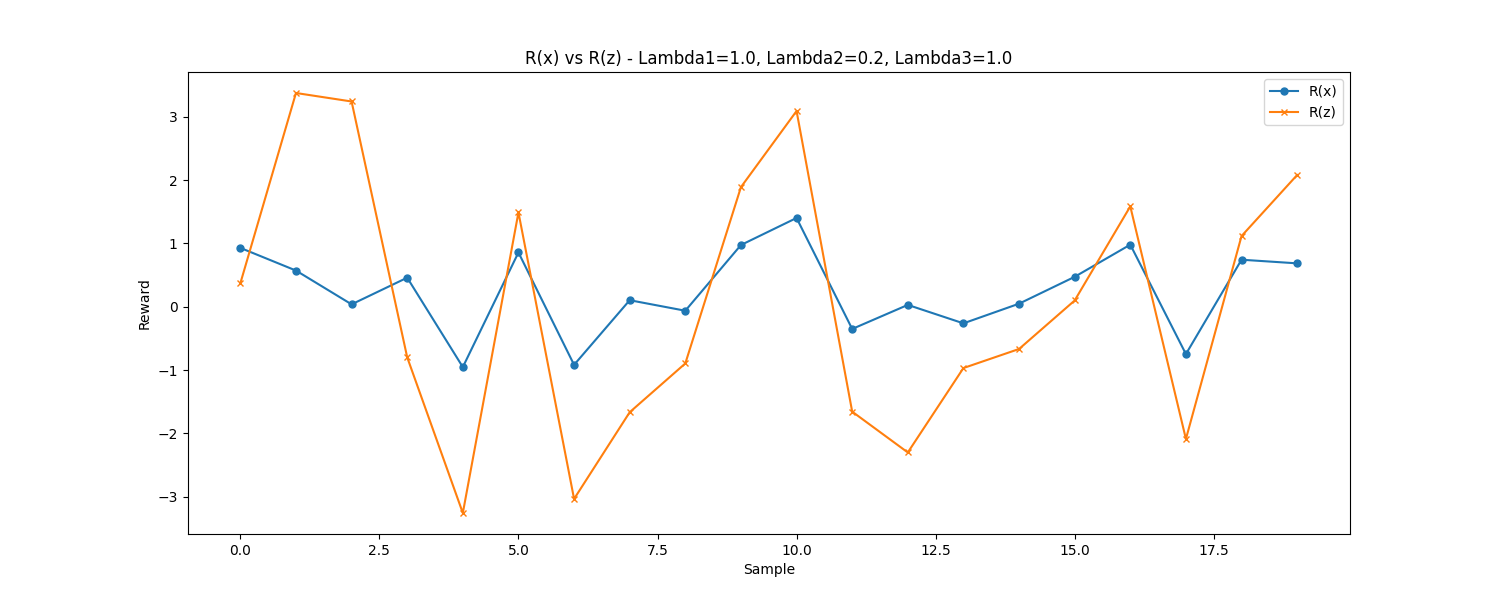 R(x) vs R(z) - Lambda1=1.0, Lambda2=0.2, Lambda3=1.0
R(x)
R(z)
3
2
1
0
−1
−2
−3
Reward
0.0 2.5 5.0 7.5 10.0 12.5 15.0 17.5
Sample